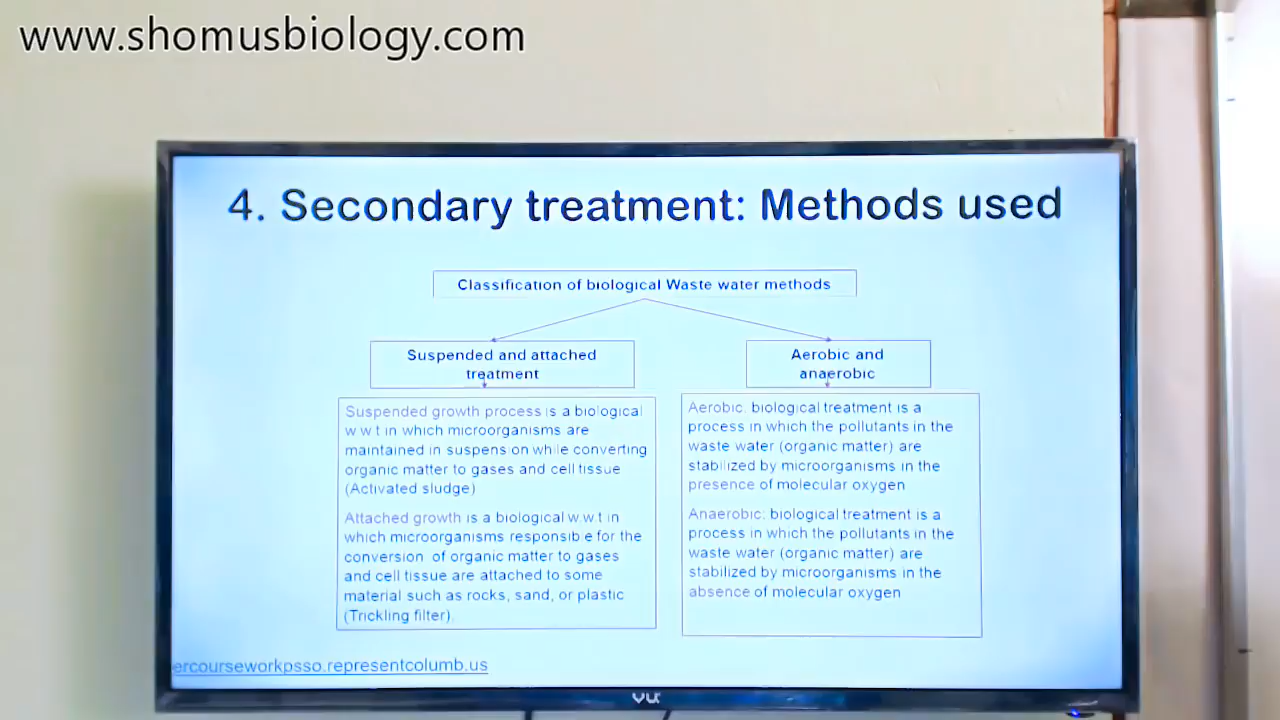 www.shomusbiology.com
4. Secondary treatment: Methods used
Classification of biological Waste water methods
Suspended and attached
treatment
Aerobic and
anaerobic
Suspended growth process is a biological
w.w.t in which microorganisms are
maintained in suspension while converting
organic matter to gases and cell tissue
(Activated sludge)
Attached growth is a biological w.w.t in
which microorganisms responsible for the
conversion of organic matter to gases
and cell tissue are attached to some
material such as rocks, sand, or plastic
(Trickling filter).
Aerobic: biological treatment is a
process in which the pollutants in the
waste water (organic matter) are
stabilized by microorganisms in the
presence of molecular oxygen
Anaerobic: biological treatment is a
process in which the pollutants in the
waste water (organic matter) are
stabilized by microorganisms in the
absence of molecular oxygen
ercourseworkpsso.representcolumb.us
VU